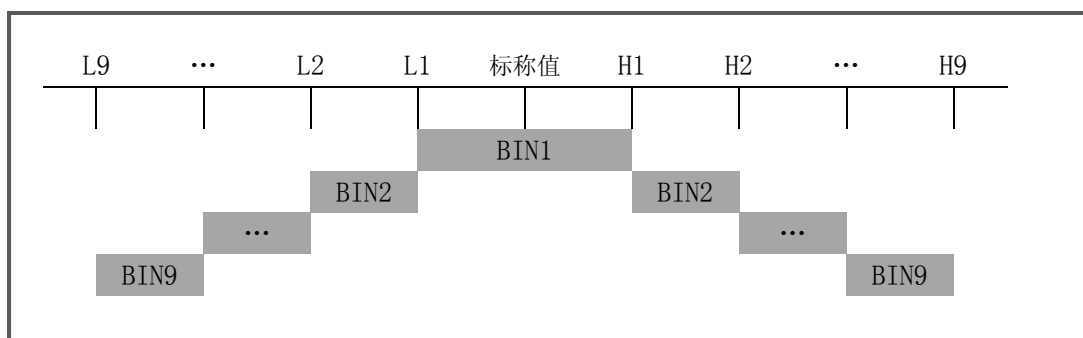 L9 … L2 L1 标称值 H1 H2 … H9
BIN1
BIN2 BIN2
… …
BIN9 BIN9